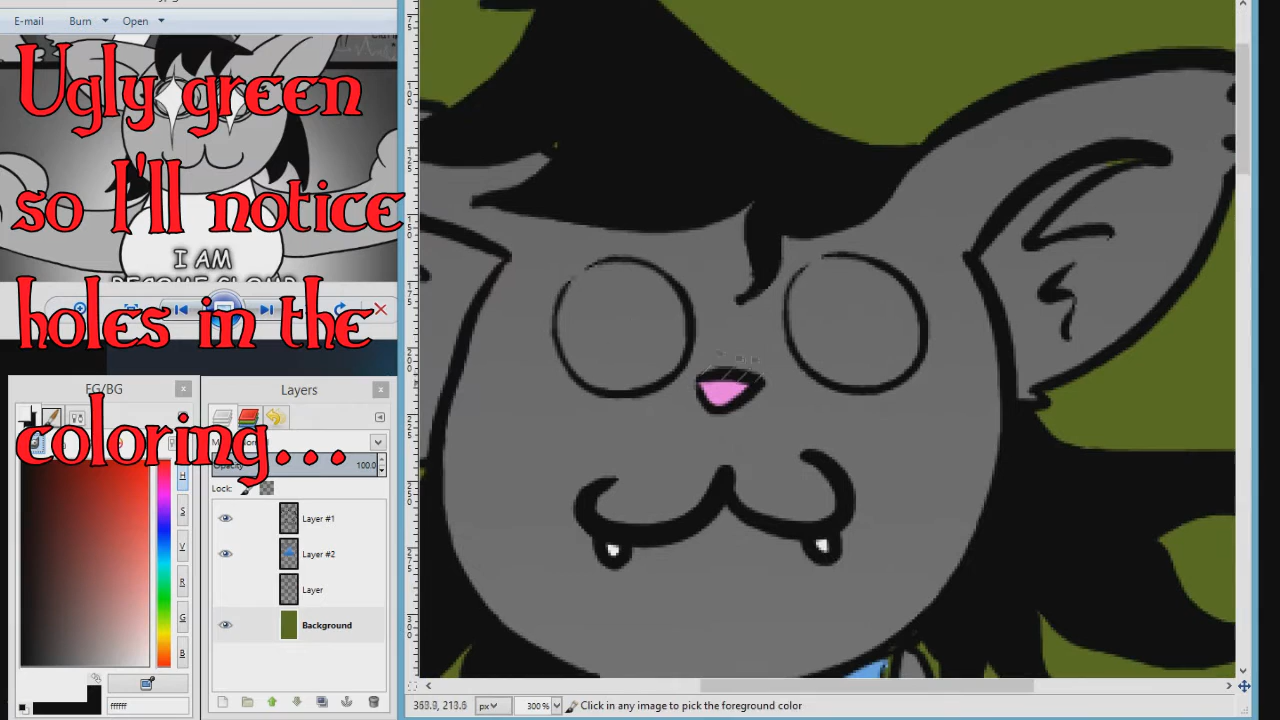 E-mail Burn Open
Ugly green
so I'll notice
I AM
holes in the
coloring...
FG/BG
Layers
100.0
Lock:
Layer #1
Layer #2
Layer
Background
ffffff
px
300 %
Click in any image to pick the foreground color